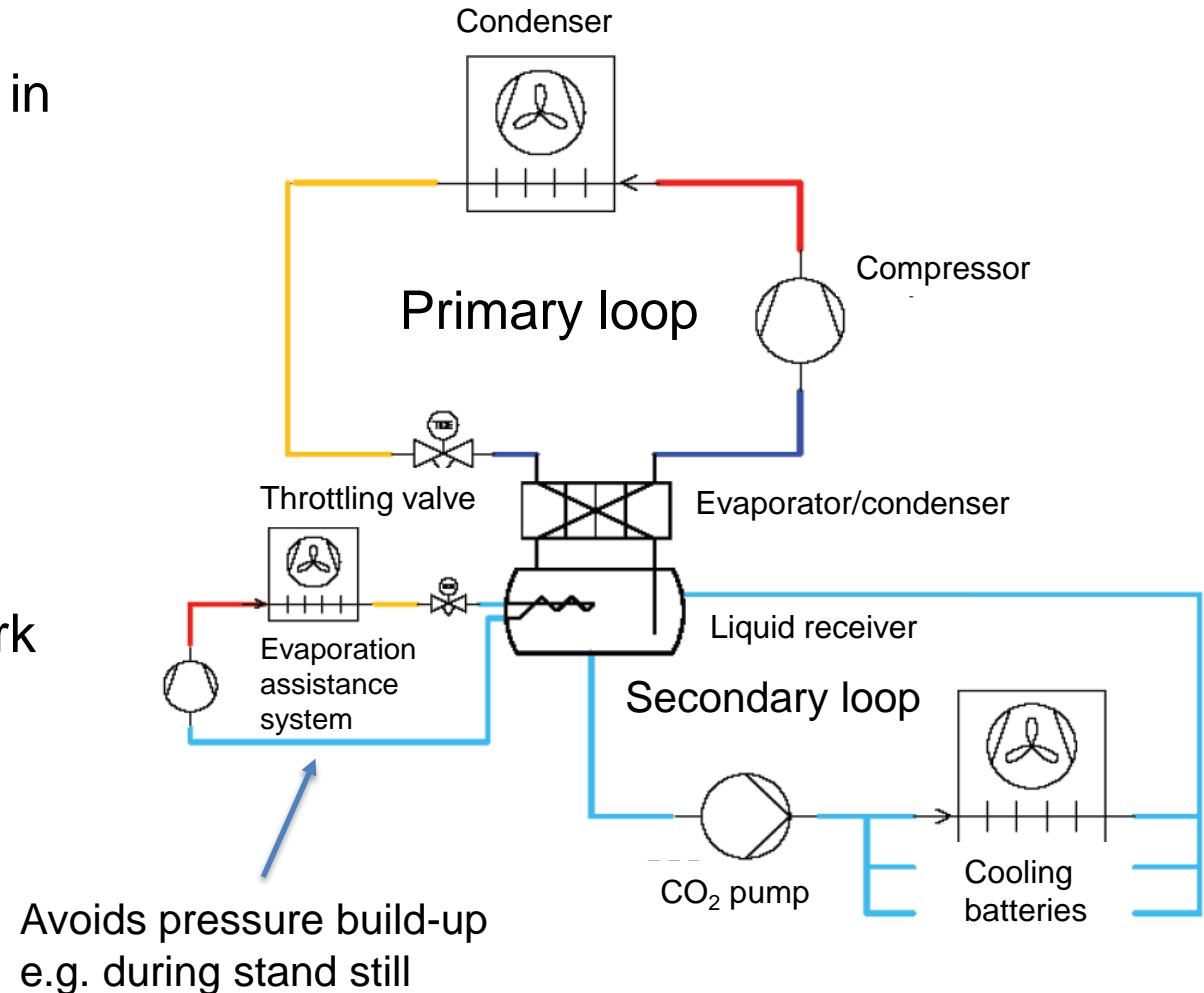 Condenser
in
Compressor
Primary loop
Throttling valve
Evaporator/condenser
Liquid receiver
rk
Evaporation
assistance
system
Secondary loop
CO₂ pump
Cooling
batteries
Avoids pressure build-up
e.g. during stand still